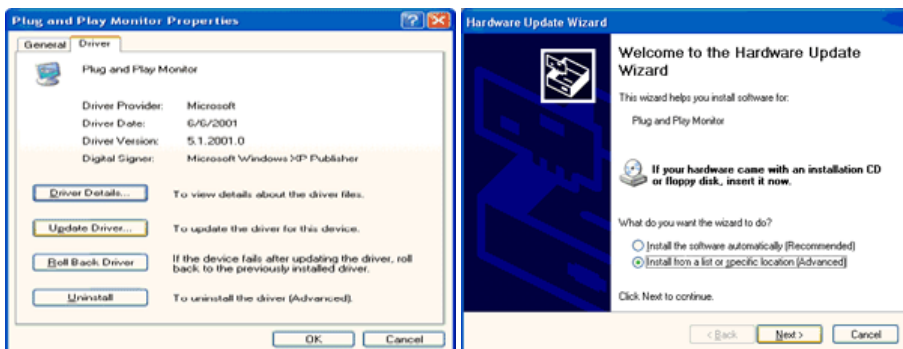 Plug and Play Monitor Properties
General
Driver
Plug and Play Monitor
Driver Provider: Microsoft
Driver Date: 6/6/2001
Driver Version: 5.1.2001.0
Digital Signer: Microsoft Windows XP Publisher
Driver Details... To view details about the driver files.
Update Driver... To update the driver for this device.
Roll Back Driver If the device fails after updating the driver, roll
back to the previously installed driver.
Uninstall To uninstall the driver (Advanced).
OK Cancel
Hardware Update Wizard
Welcome to the Hardware Update
Wizard
This wizard helps you install software for:
Plug and Play Monitor
If your hardware came with an installation CD
or floppy disk, insert it now.
What do you want the wizard to do?
Install the software automatically (Recommended)
Install from a list or specific location (Advanced)
Click Next to continue.
< Back Next > Cancel